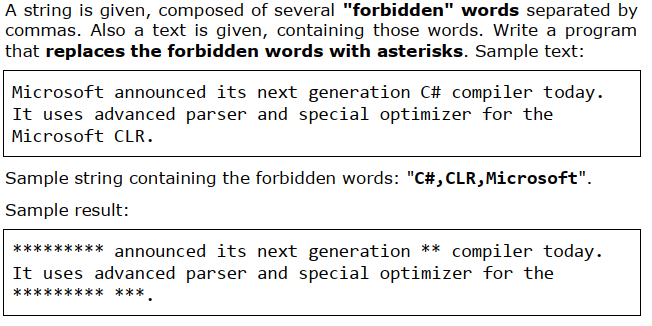 A string is given, composed of several "forbidden" words separated by
commas. Also a text is given, containing those words. Write a program
that replaces the forbidden words with asterisks. Sample text:
Microsoft announced its next generation C# compiler today.
It uses advanced parser and special optimizer for the
Microsoft CLR.
Sample string containing the forbidden words: "C#,CLR,Microsoft".
Sample result:
********* announced its next generation ** compiler today.
It uses advanced parser and special optimizer for the
********* ***.